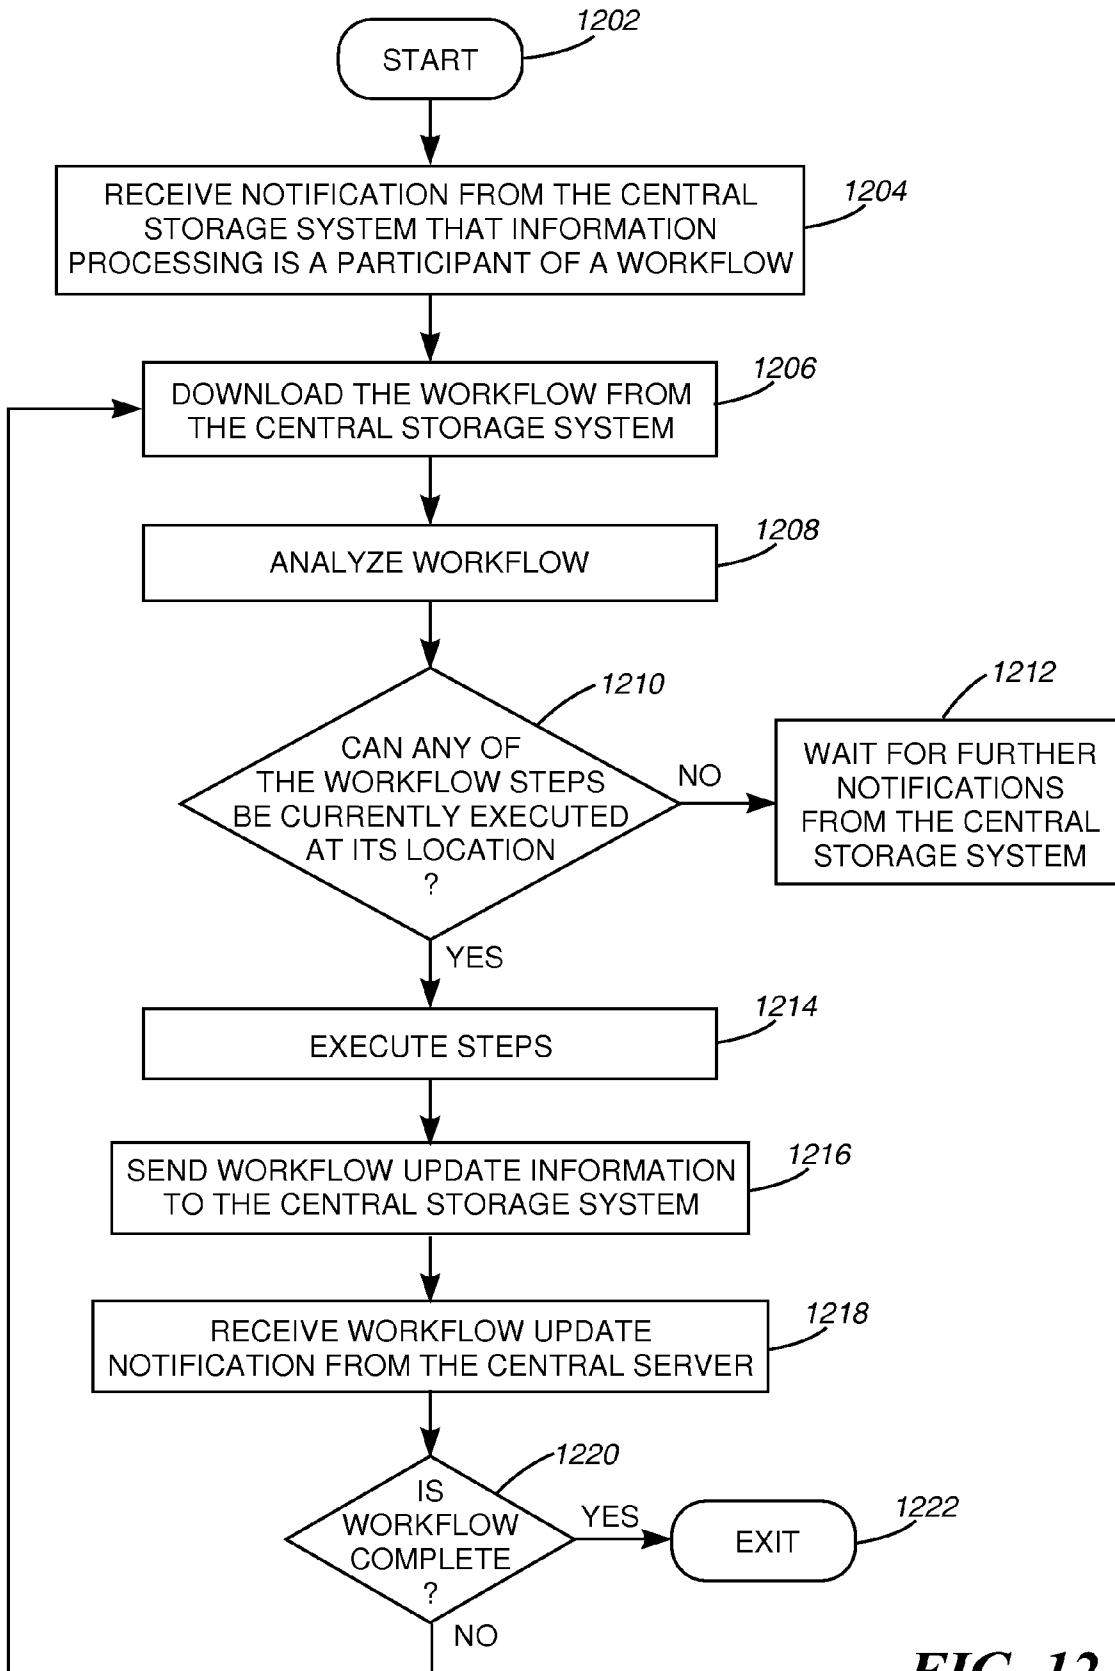 1202
START
1204
RECEIVE NOTIFICATION FROM THE CENTRAL
STORAGE SYSTEM THAT INFORMATION
PROCESSING IS A PARTICIPANT OF A WORKFLOW
1206
DOWNLOAD THE WORKFLOW FROM
THE CENTRAL STORAGE SYSTEM
1208
ANALYZE WORKFLOW
1210
CAN ANY OF
THE WORKFLOW STEPS
BE CURRENTLY EXECUTED
AT ITS LOCATION
?
NO
1212
WAIT FOR FURTHER
NOTIFICATIONS
FROM THE CENTRAL
STORAGE SYSTEM
YES
1214
EXECUTE STEPS
1216
SEND WORKFLOW UPDATE INFORMATION
TO THE CENTRAL STORAGE SYSTEM
1218
RECEIVE WORKFLOW UPDATE
NOTIFICATION FROM THE CENTRAL SERVER
1220
IS
WORKFLOW
COMPLETE
?
YES
1222
EXIT
NO
FIG. 12